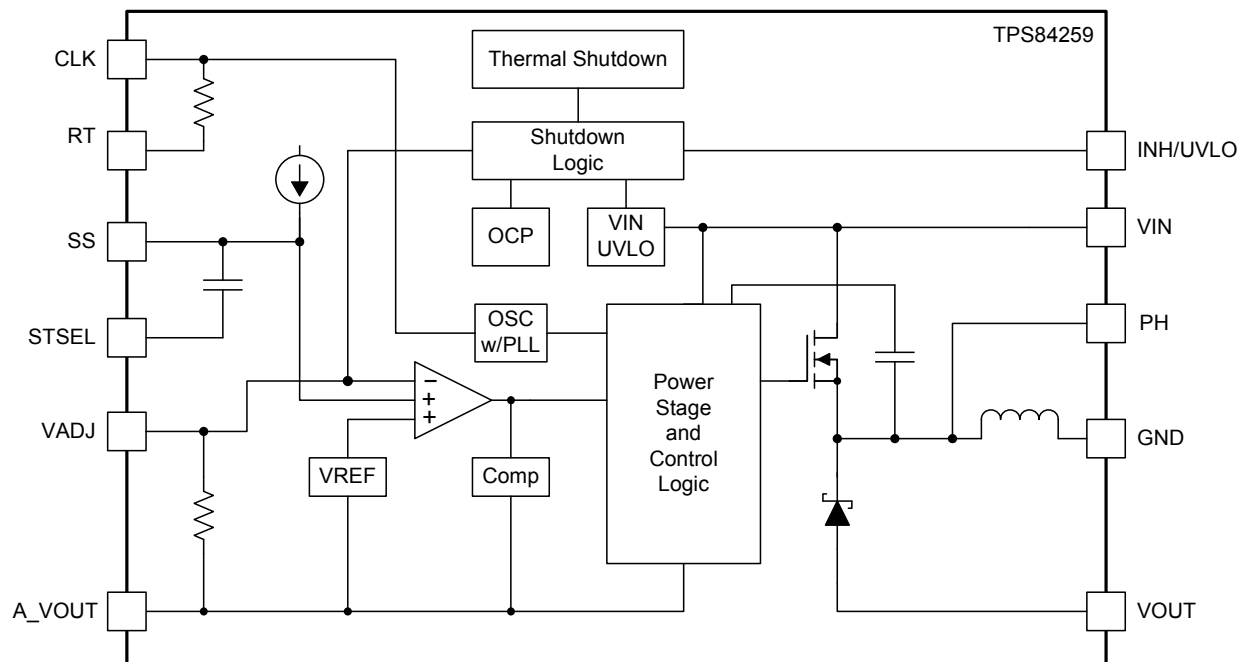 TPS84259
CLK
Thermal Shutdown
RT
Shutdown
Logic
INH/UVLO
SS
OCP
VIN
UVLO
VIN
STSEL
OSC
w/PLL
PH
−
+
+
Power
Stage
and
Control
Logic
VADJ
VREF
Comp
GND
A_VOUT
VOUT